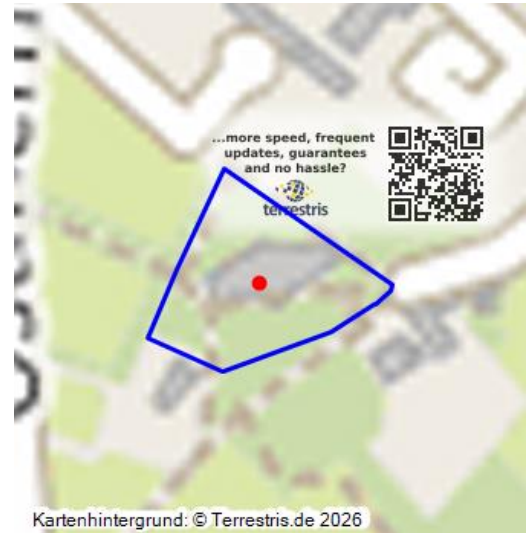 ...more speed, frequent
updates, guarantees
and no hassle?
terrestris
Kartenhintergrund: © Terrestris.de 2026